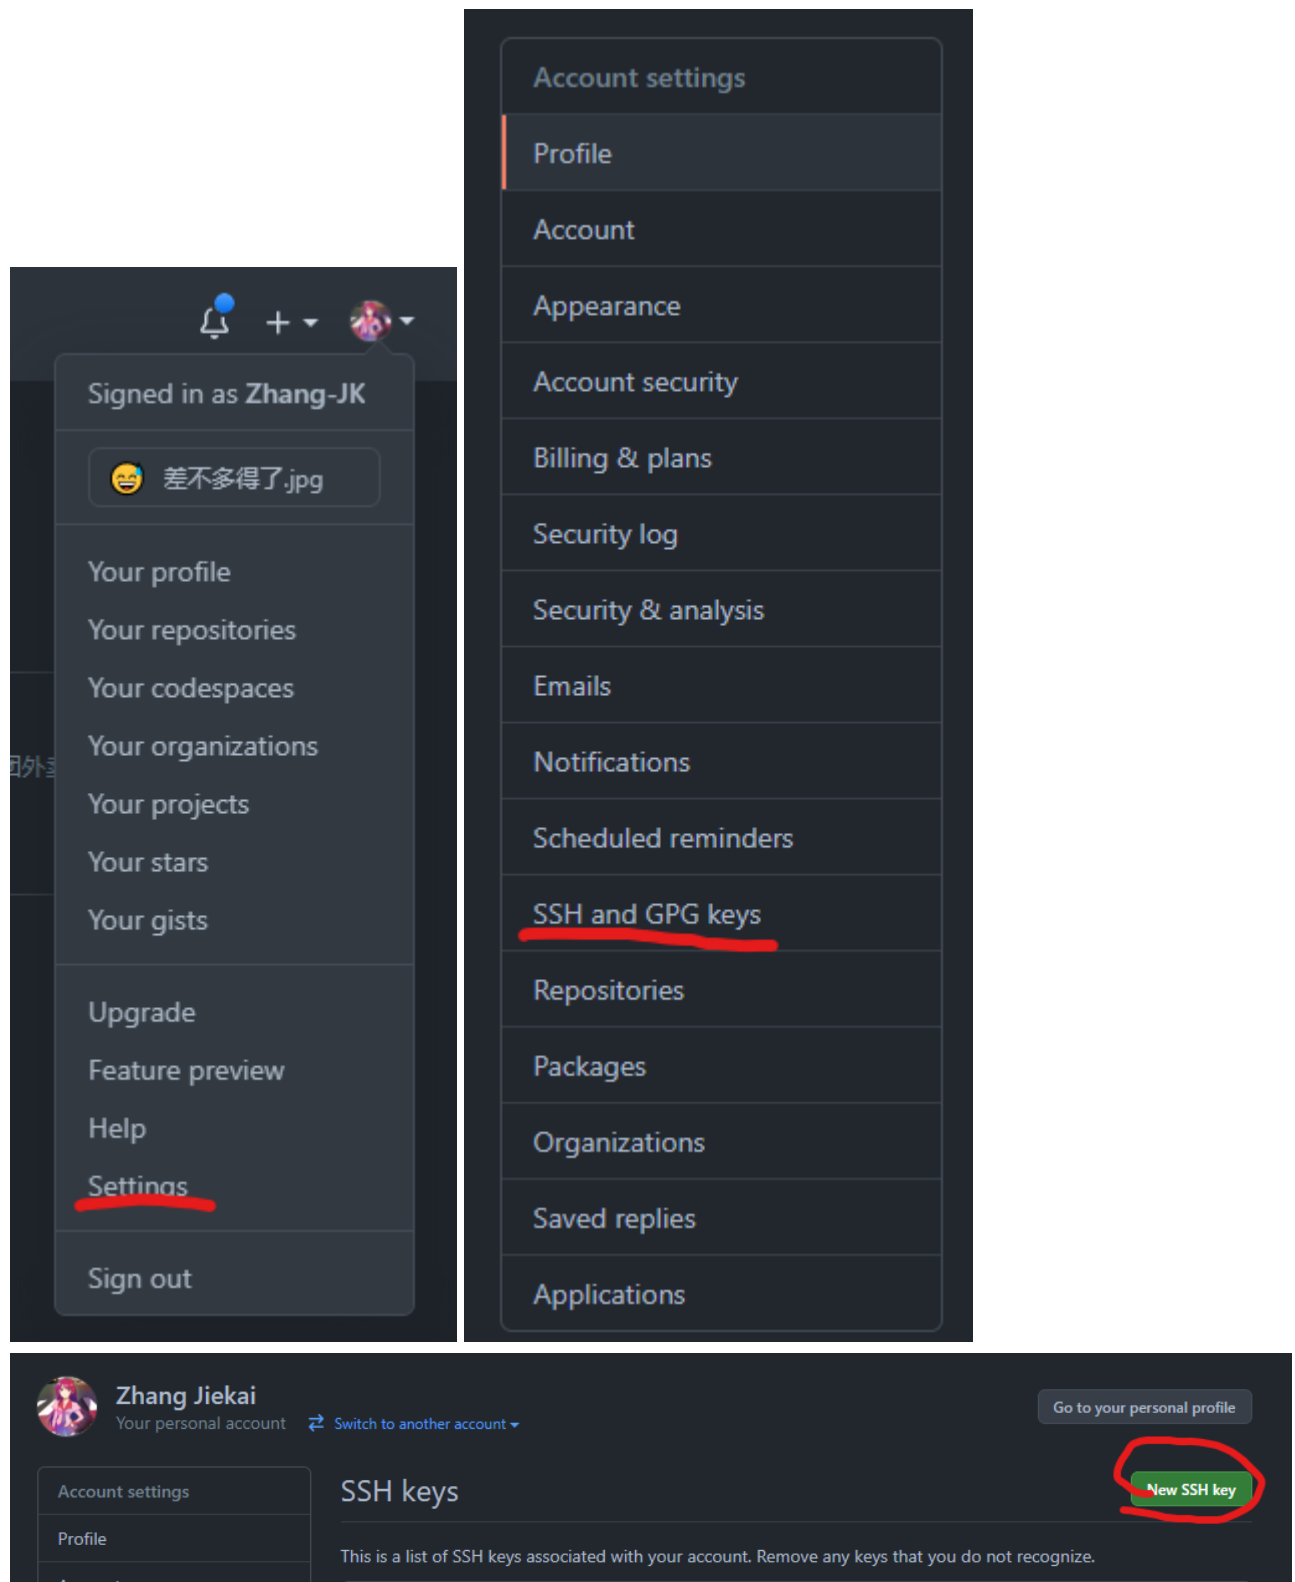 Signed in as Zhang-JK
差不多得了.jpg
Your profile
Your repositories
Your codespaces
Your organizations
Your projects
Your stars
Your gists
Upgrade
Feature preview
Help
Settings
Sign out
Account settings
Profile
Account
Appearance
Account security
Billing & plans
Security log
Security & analysis
Emails
Notifications
Scheduled reminders
SSH and GPG keys
Repositories
Packages
Organizations
Saved replies
Applications
Zhang Jiekai
Your personal account
Switch to another account
Go to your personal profile
Account settings
Profile
SSH keys
New SSH key
This is a list of SSH keys associated with your account. Remove any keys that you do not recognize.